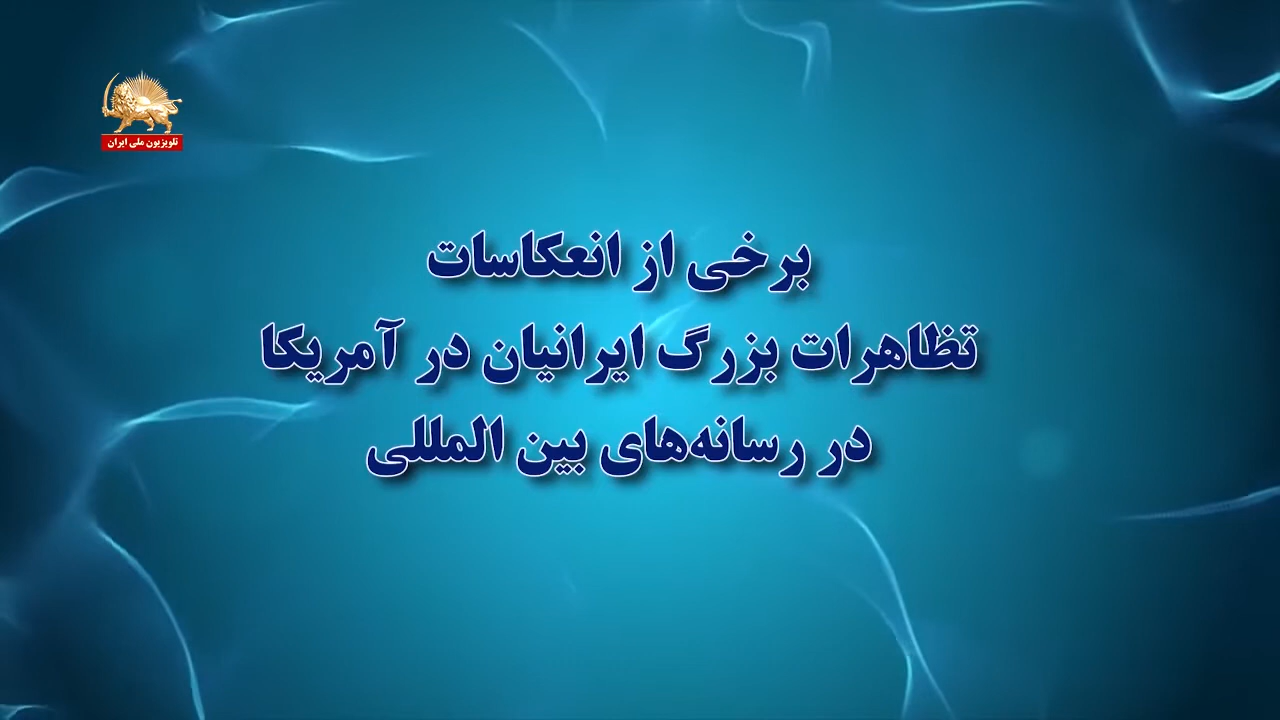 تلویزیون ملی ایران
برخی از انعکاسات
تظاهرات بزرگ ایرانیان در آمریکا
در رسانه‌های بین المللی